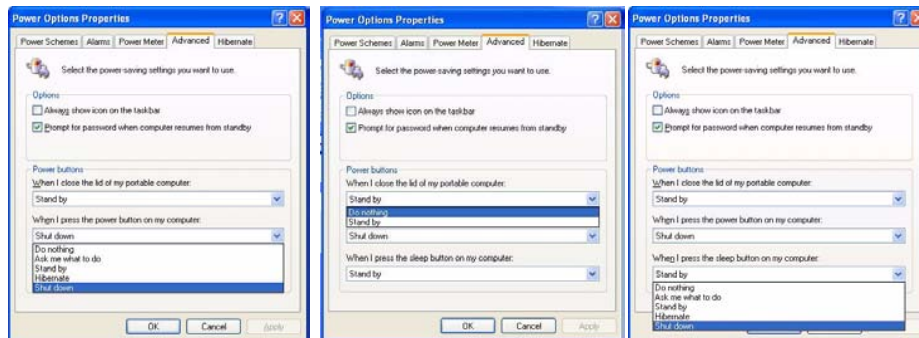 Power Options Properties
Power Schemes Alarms Power Meter Advanced Hibernate
Select the power-saving settings you want to use.
Options
Always show icon on the taskbar
Prompt for password when computer resumes from standby
Power buttons
When I close the lid of my portable computer:
Stand by
When I press the power button on my computer:
Shut down
Do nothing
Ask me what to do
Stand by
Hibernate
Shut down
OK Cancel Apply
Power Options Properties
Power Schemes Alarms Power Meter Advanced Hibernate
Select the power-saving settings you want to use.
Options
Always show icon on the taskbar
Prompt for password when computer resumes from standby
Power buttons
When I close the lid of my portable computer:
Stand by
Do nothing
Stand by
Shut down
When I press the sleep button on my computer:
Stand by
OK Cancel Apply
Power Options Properties
Power Schemes Alarms Power Meter Advanced Hibernate
Select the power-saving settings you want to use.
Options
Always show icon on the taskbar
Prompt for password when computer resumes from standby
Power buttons
When I close the lid of my portable computer:
Stand by
When I press the power button on my computer:
Shut down
When I press the sleep button on my computer:
Stand by
Do nothing
Ask me what to do
Stand by
Hibernate
Shut down